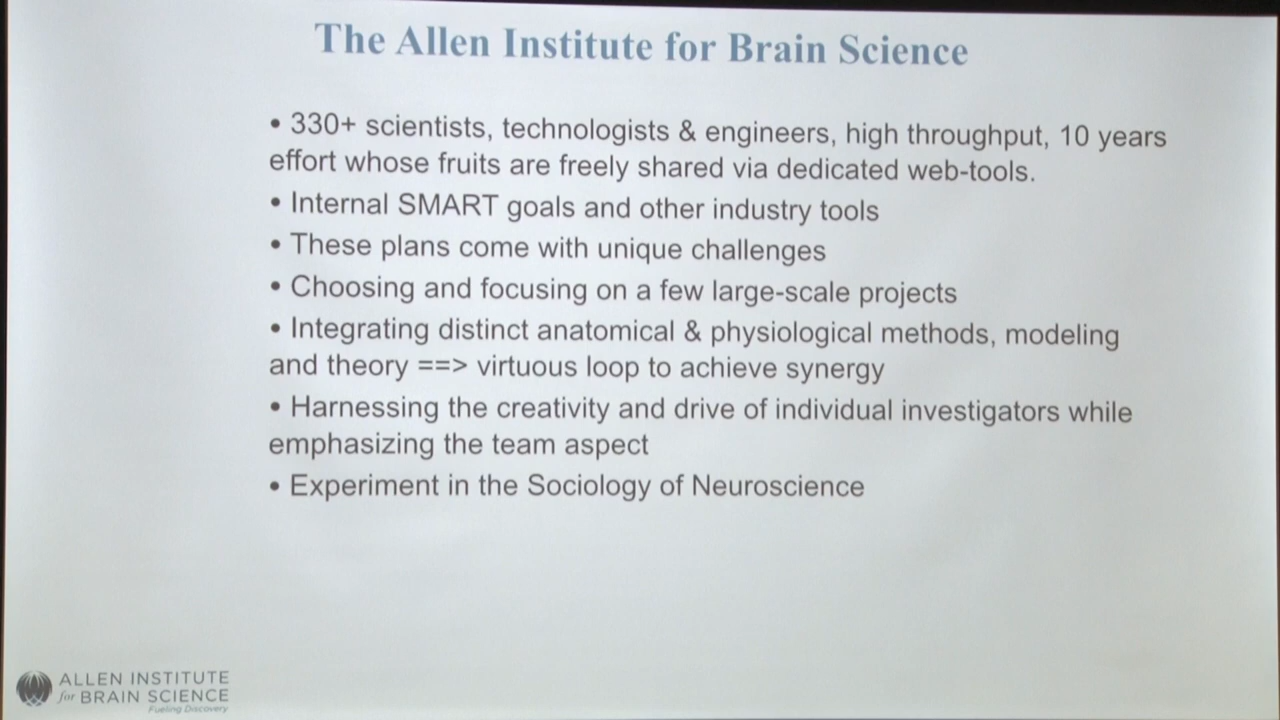 The Allen Institute for Brain Science
• 330+ scientists, technologists & engineers, high throughput, 10 years
effort whose fruits are freely shared via dedicated web-tools.
• Internal SMART goals and other industry tools
• These plans come with unique challenges
• Choosing and focusing on a few large-scale projects
• Integrating distinct anatomical & physiological methods, modeling
and theory ==> virtuous loop to achieve synergy
• Harnessing the creativity and drive of individual investigators while
emphasizing the team aspect
• Experiment in the Sociology of Neuroscience
ALLEN INSTITUTE
for BRAIN SCIENCE
Fueling Discovery